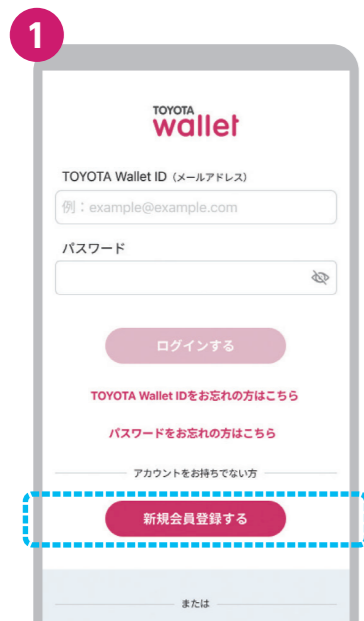 1
TOYOTA
wallet
TOYOTA Wallet ID（メールアドレス）
例：example@example.com
パスワード
ログインする
TOYOTA Wallet IDをお忘れの方はこちら
パスワードをお忘れの方はこちら
アカウントをお持ちでない方
新規会員登録する
または